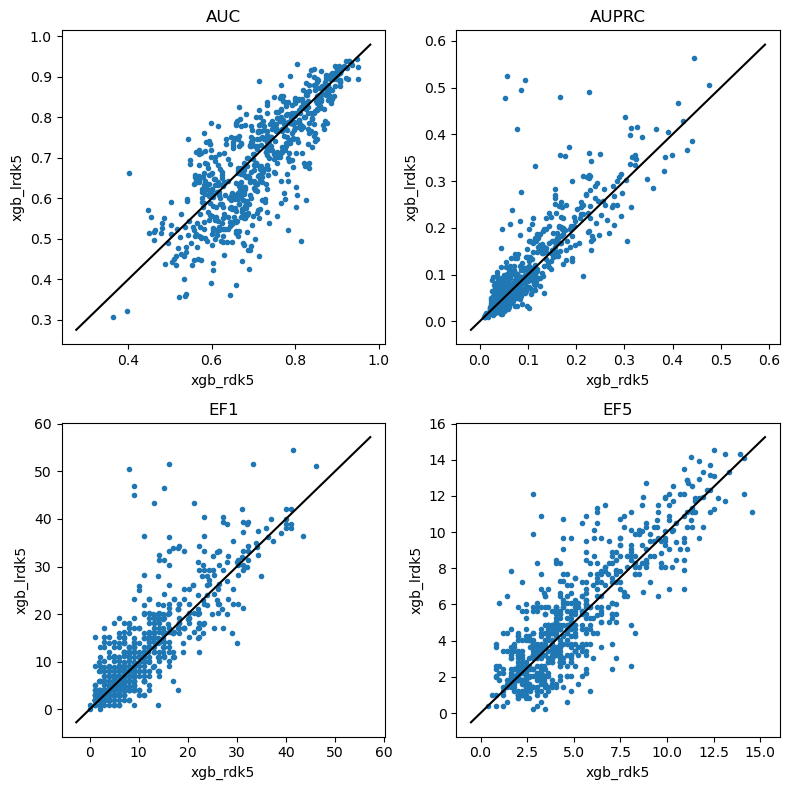 AUC
1.0
0.9
0.8
0.7
0.6
0.5
0.4
0.3
xgb_lrdk5
0.4 0.6 0.8 1.0
xgb_rdk5
AUPRC
0.6
0.5
0.4
0.3
0.2
0.1
0.0
xgb_lrdk5
0.0 0.1 0.2 0.3 0.4 0.5 0.6
xgb_rdk5
EF1
60
50
40
30
20
10
0
xgb_lrdk5
0 10 20 30 40 50 60
xgb_rdk5
EF5
16
14
12
10
8
6
4
2
0
xgb_lrdk5
0.0 2.5 5.0 7.5 10.0 12.5 15.0
xgb_rdk5